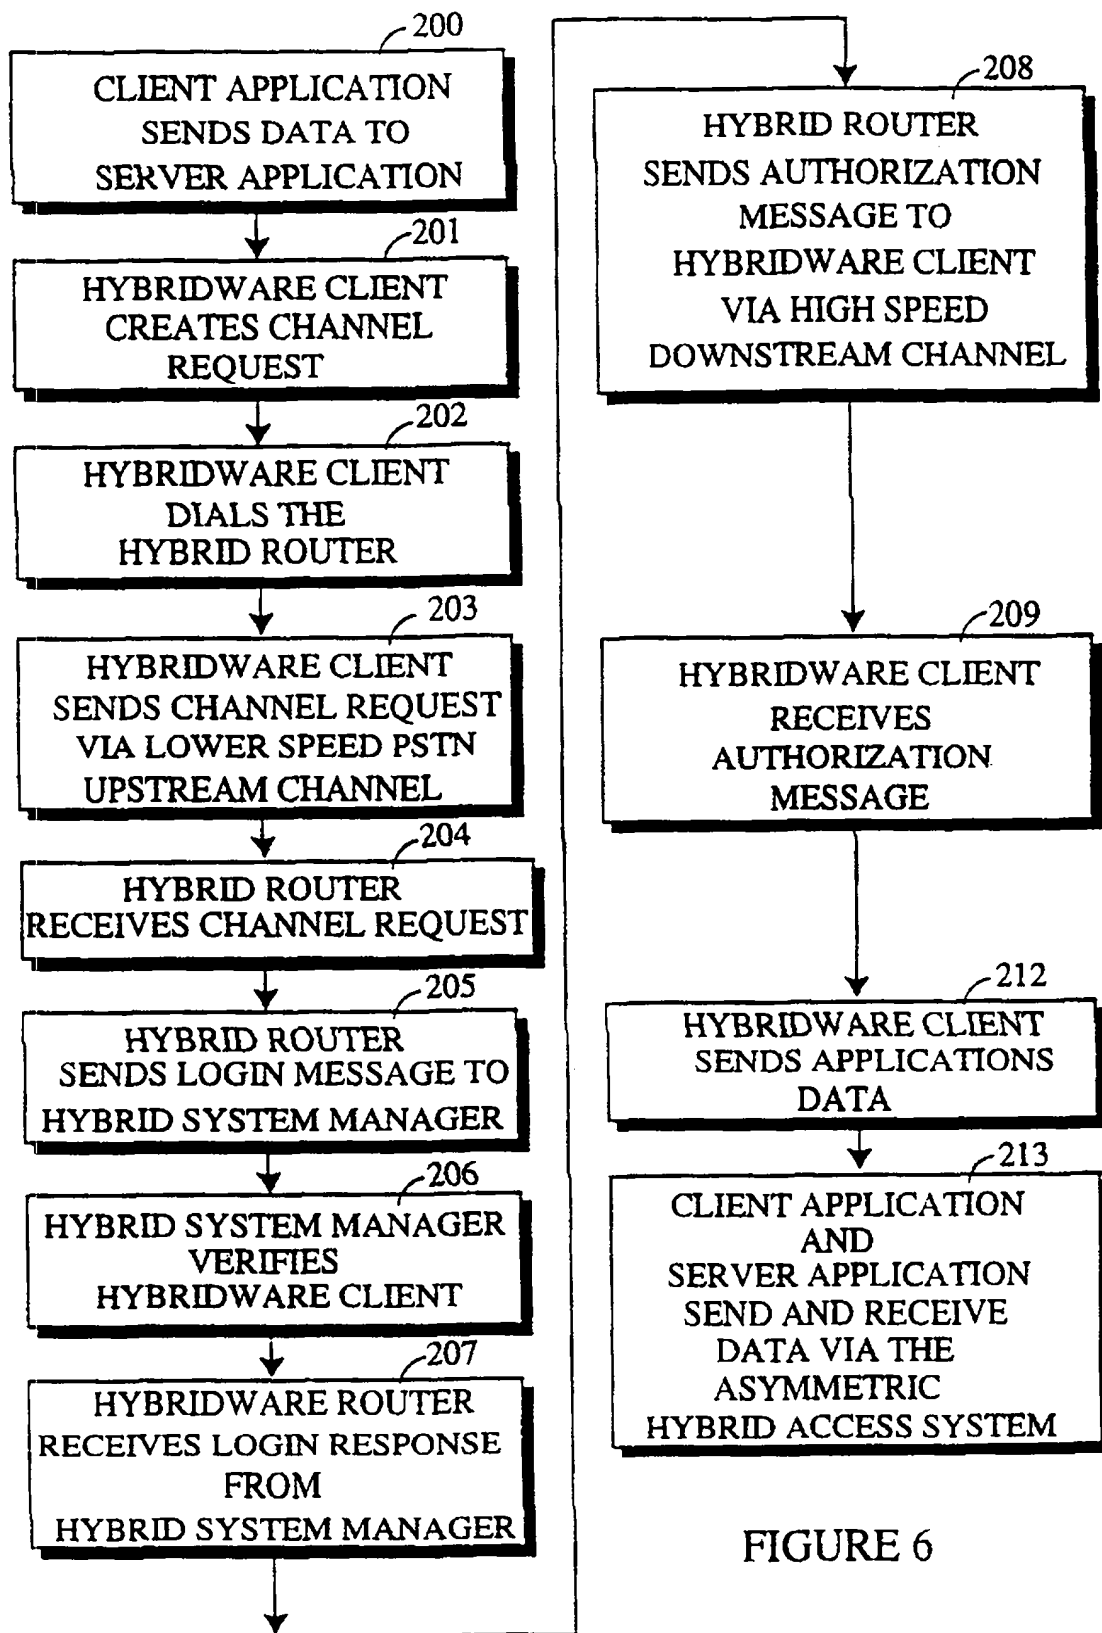 200
CLIENT APPLICATION
SENDS DATA TO
SERVER APPLICATION
201
HYBRIDWARE CLIENT
CREATES CHANNEL
REQUEST
202
HYBRIDWARE CLIENT
DIALS THE
HYBRID ROUTER
203
HYBRIDWARE CLIENT
SENDS CHANNEL REQUEST
VIA LOWER SPEED PSTN
UPSTREAM CHANNEL
204
HYBRID ROUTER
RECEIVES CHANNEL REQUEST
205
HYBRID ROUTER
SENDS LOGIN MESSAGE TO
HYBRID SYSTEM MANAGER
206
HYBRID SYSTEM MANAGER
VERIFIES
HYBRIDWARE CLIENT
207
HYBRIDWARE ROUTER
RECEIVES LOGIN RESPONSE
FROM
HYBRID SYSTEM MANAGER
208
HYBRID ROUTER
SENDS AUTHORIZATION
MESSAGE TO
HYBRIDWARE CLIENT
VIA HIGH SPEED
DOWNSTREAM CHANNEL
209
HYBRIDWARE CLIENT
RECEIVES
AUTHORIZATION
MESSAGE
212
HYBRIDWARE CLIENT
SENDS APPLICATIONS
DATA
213
CLIENT APPLICATION
AND
SERVER APPLICATION
SEND AND RECEIVE
DATA VIA THE
ASYMMETRIC
HYBRID ACCESS SYSTEM
FIGURE 6